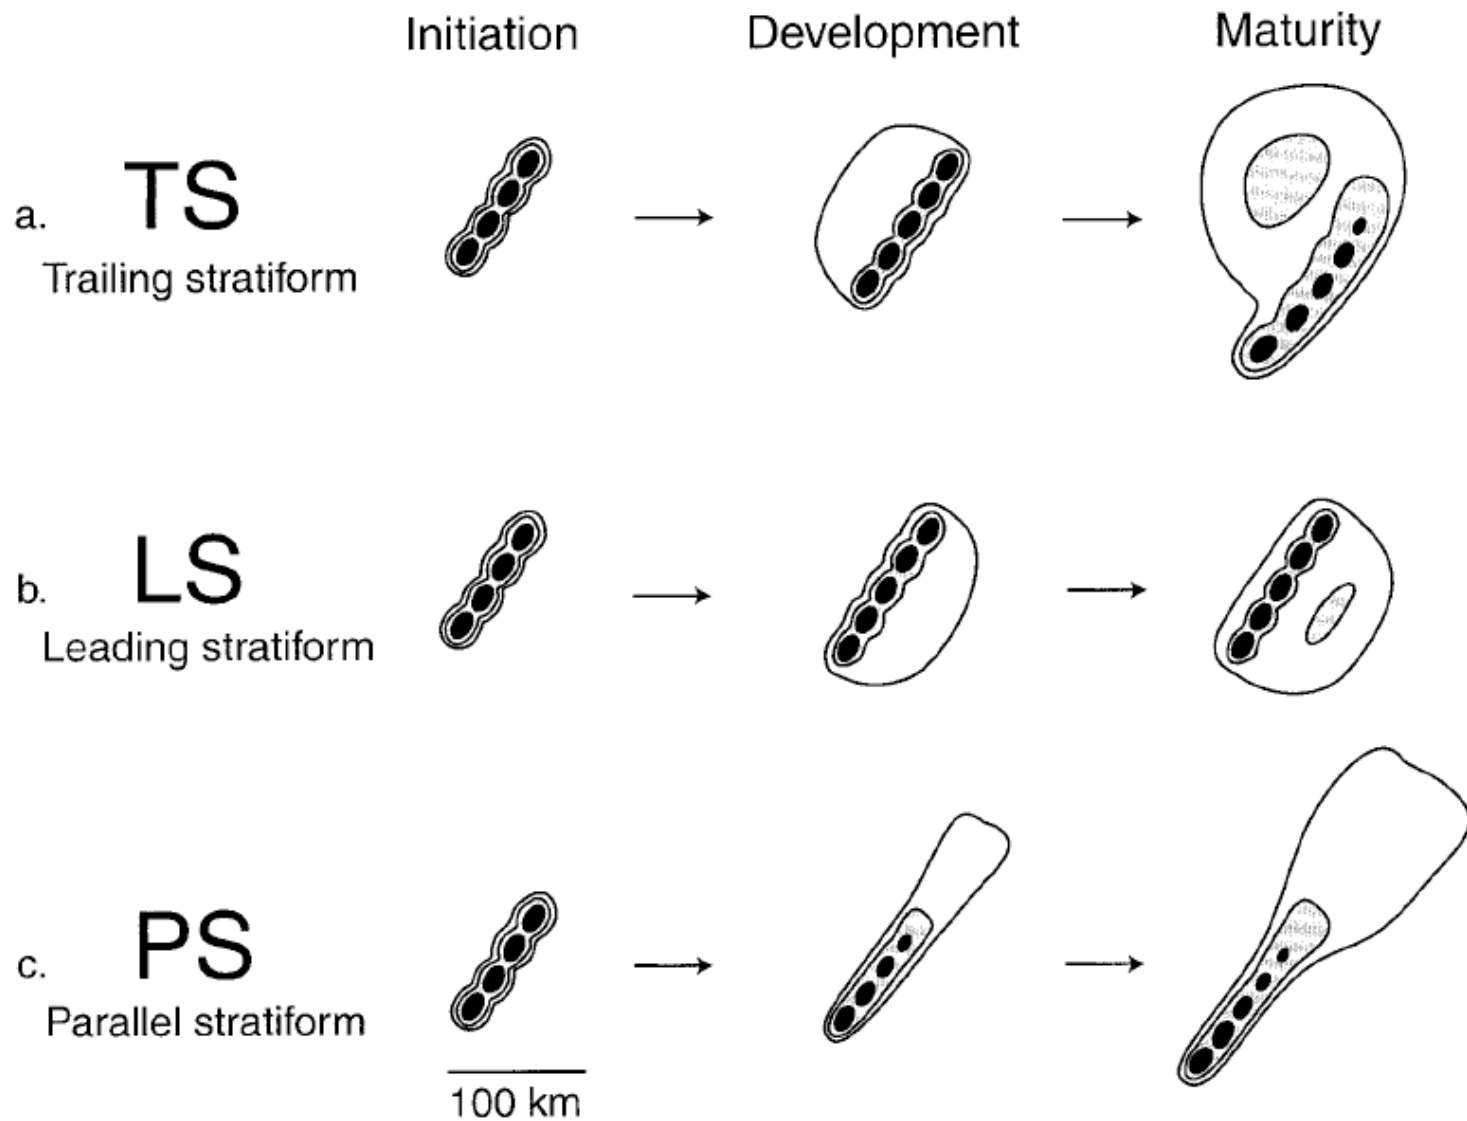 Initiation
Development
Maturity
a. TS
Trailing stratiform
b. LS
Leading stratiform
c. PS
Parallel stratiform
100 km